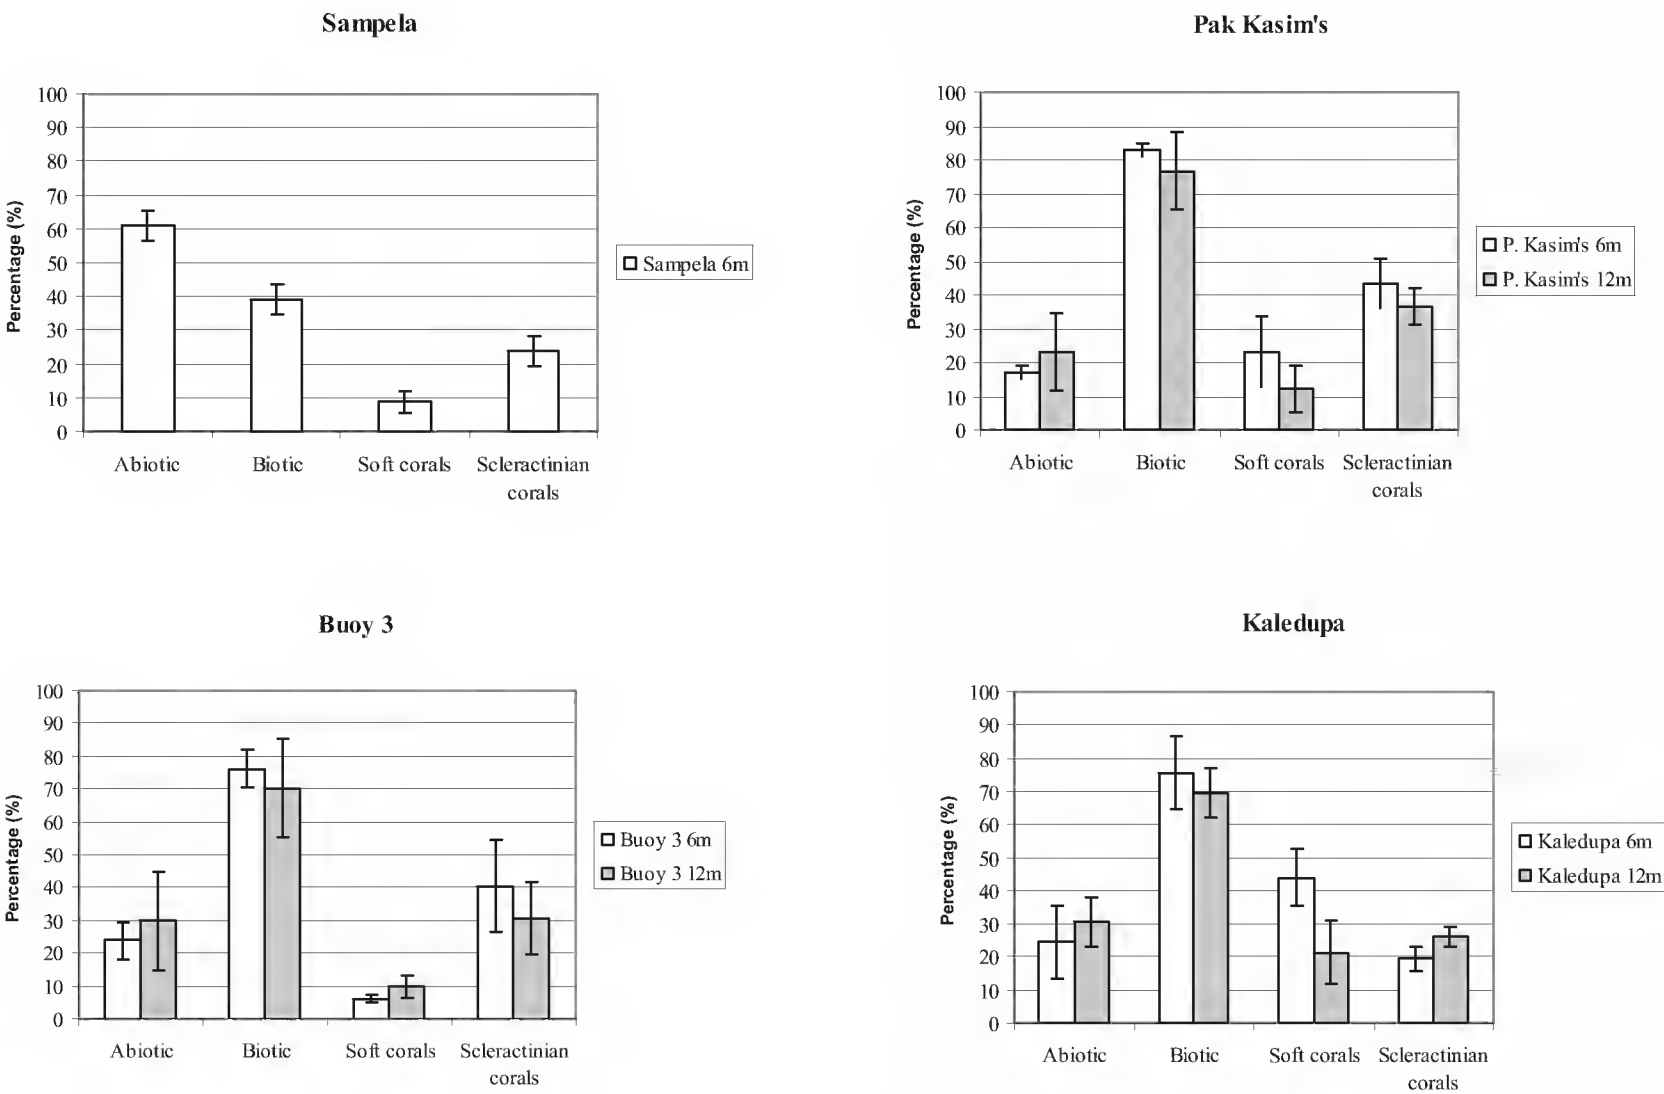 Sampela
100
90
80
70
60
50
40
30
20
10
0
Percentage (%)
Abiotic
Biotic
Soft corals
Scleractinian
corals
Sampela 6m
Pak Kasim's
100
90
80
70
60
50
40
30
20
10
0
Percentage (%)
Abiotic
Biotic
Soft corals
Scleractinian
corals
P. Kasim's 6m
P. Kasim's 12m
Buoy 3
100
90
80
70
60
50
40
30
20
10
0
Percentage (%)
Abiotic
Biotic
Soft corals
Scleractinian
corals
Buoy 3 6m
Buoy 3 12m
Kaledupa
100
90
80
70
60
50
40
30
20
10
0
Percentage (%)
Abiotic
Biotic
Soft corals
Scleractinian
corals
Kaledupa 6m
Kaledupa 12m